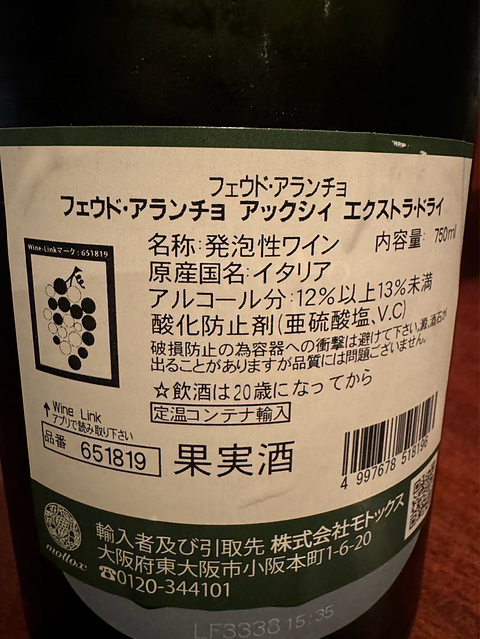 フェウド・アランチョ
フェウド・アランチョ アックシィ エクストラ・ドライ
Wine-Linkマーク:651819
名称:発泡性ワイン 内容量:750ml
原産国名:イタリア
アルコール分:12%以上13%未満
酸化防止剤(亜硫酸塩、V.C)
破損防止の為容器への衝撃は避けて下さい。澱、酒石が
出ることがありますが品質には問題ございません。
☆飲酒は20歳になってから
定温コンテナ輸入
↑Wine Link
アプリで読み取り下さい
品番 651819
果実酒
4 997678 518196
mottox
輸入者及び引取先 株式会社モトックス
大阪府東大阪市小阪本町1-6-20
☎0120-344101
LF3338 15:35